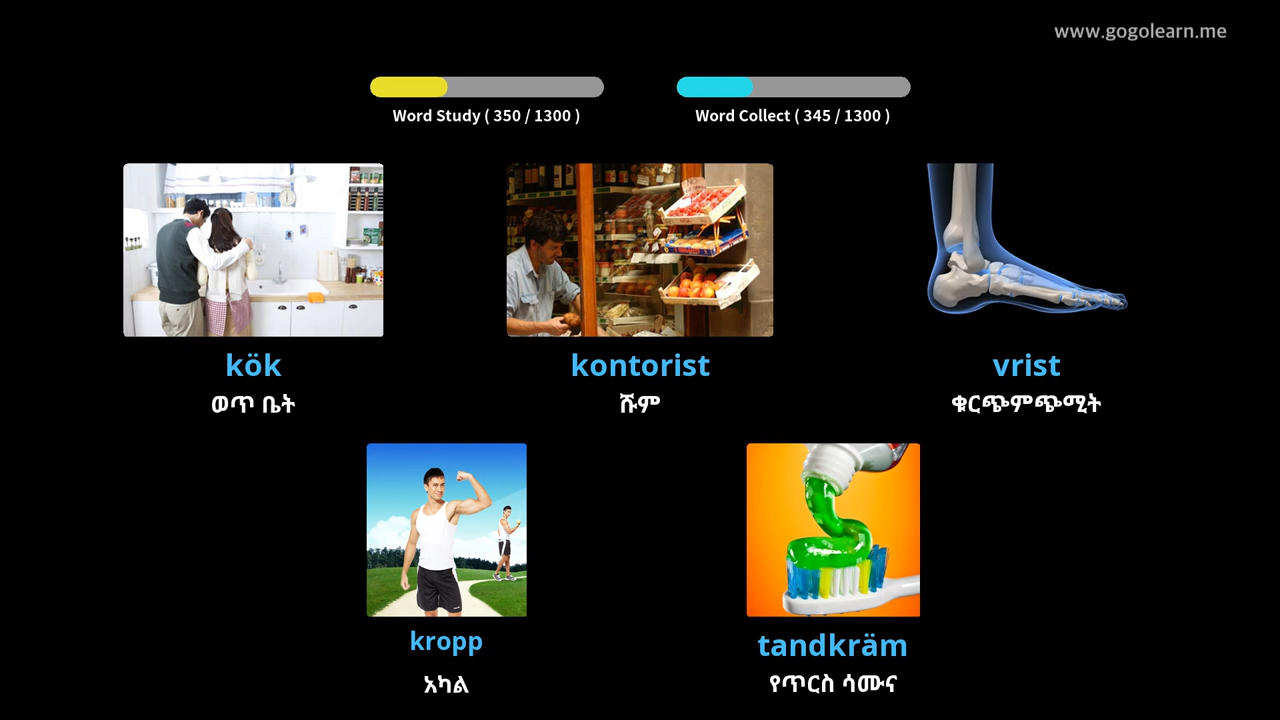 www.gogolearn.me
Word Study ( 350 / 1300 )
Word Collect ( 345 / 1300 )
kök
ወጥ ቤት
kontorist
ሹም
vrist
ቁርጭምጭሚት
kropp
አካል
tandkräm
የጥርስ ሳሙና